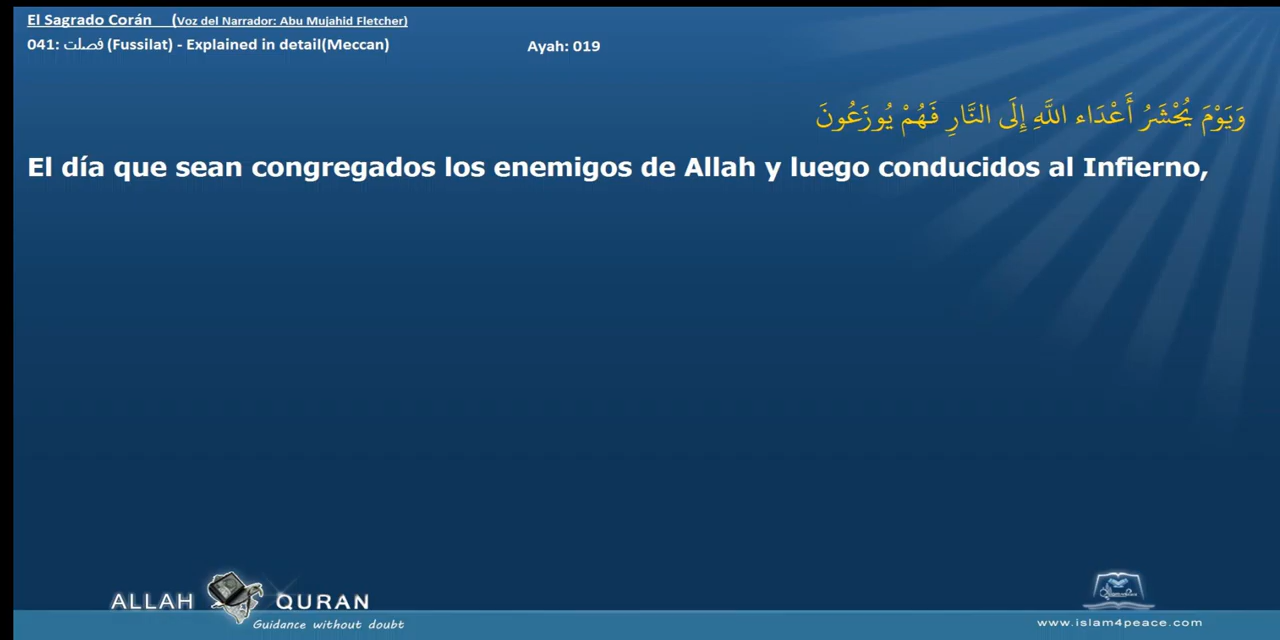 El Sagrado Corán (Voz del Narrador: Abu Mujahid Fletcher)
041: فصلت (Fussilat) - Explained in detail(Meccan) Ayah: 019
وَيَوْمَ يُحْشَرُ أَعْدَاء اللَّهِ إِلَى النَّارِ فَهُمْ يُوزَعُونَ
El día que sean congregados los enemigos de Allah y luego conducidos al Infierno,
ALLAH QURAN
Guidance without doubt
www.islam4peace.com